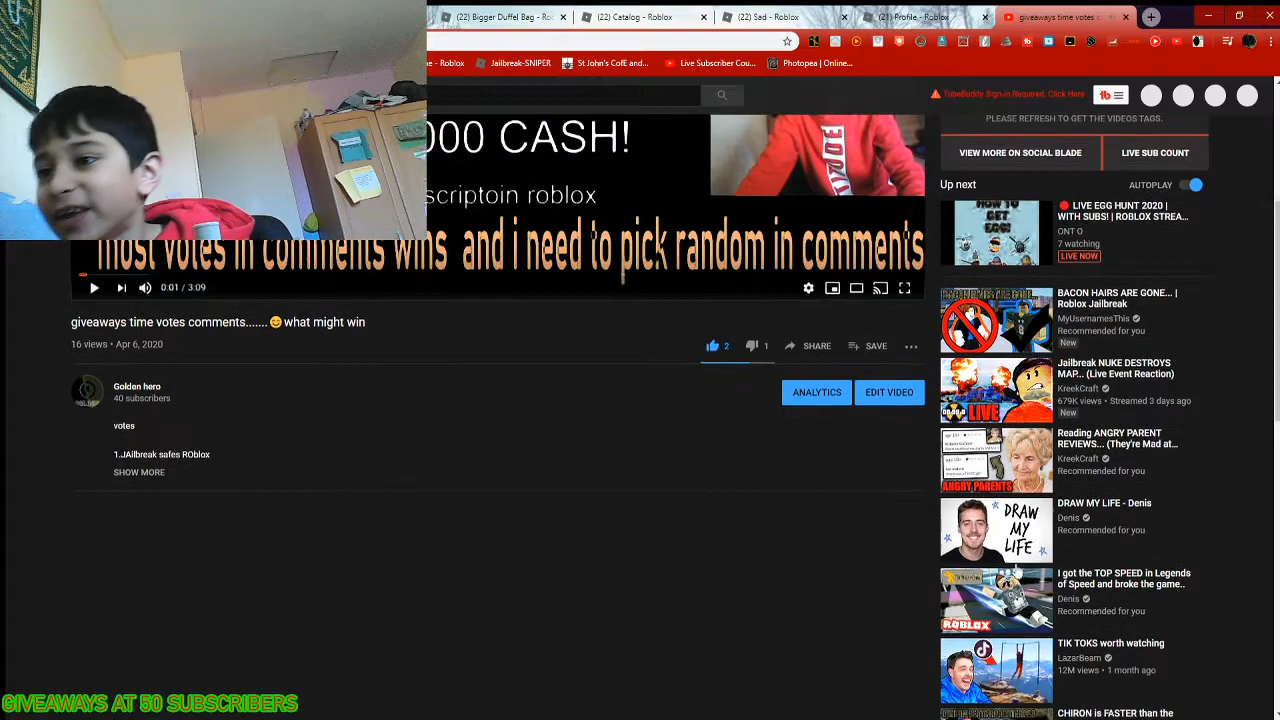 (22) Bigger Duffel Bag - Ro
(22) Catalog - Roblox
(22) Sad - Roblox
(21) Profile - Roblox
giveaways time votes c
e - Roblox
Jailbreak-SNIPER
St John's CofE and...
Live Subscriber Cou...
Photopea | Online...
TubeBuddy Sign-in Required, Click Here
PLEASE REFRESH TO GET THE VIDEOS TAGS.
VIEW MORE ON SOCIAL BLADE
LIVE SUB COUNT
000 CASH!
scriptoin roblox
most votes in comments wins and i need to pick random in comments
0:01 / 3:09
giveaways time votes comments....... 😊 what might win
16 views • Apr 6, 2020
2
1
SHARE
SAVE
Golden hero
40 subscribers
ANALYTICS
EDIT VIDEO
votes
1.JAilbreak safes ROblox
SHOW MORE
Up next
AUTOPLAY
LIVE EGG HUNT 2020 |
WITH SUBS! | ROBLOX STREA...
ONT O
7 watching
LIVE NOW
BACON HAIRS ARE GONE... |
Roblox Jailbreak
MyUsernamesThis
Recommended for you
New
BACON HAIRS ARE GONE...
Jailbreak NUKE DESTROYS
MAP... (Live Event Reaction)
KreekCraft
679K views • Streamed 3 days ago
New
LIVE
Reading ANGRY PARENT
REVIEWS... (They're Mad at...
KreekCraft
Recommended for you
ANGRY PARENTS
DRAW MY LIFE - Denis
Denis
Recommended for you
DRAW
MY
LIFE
I got the TOP SPEED in Legends
of Speed and broke the game..
Denis
Recommended for you
ROBLOX
TIK TOKS worth watching
LazarBeam
12M views • 1 month ago
CHIRON is FASTER than the
GIVEAWAYS AT 50 SUBSCRIBERS